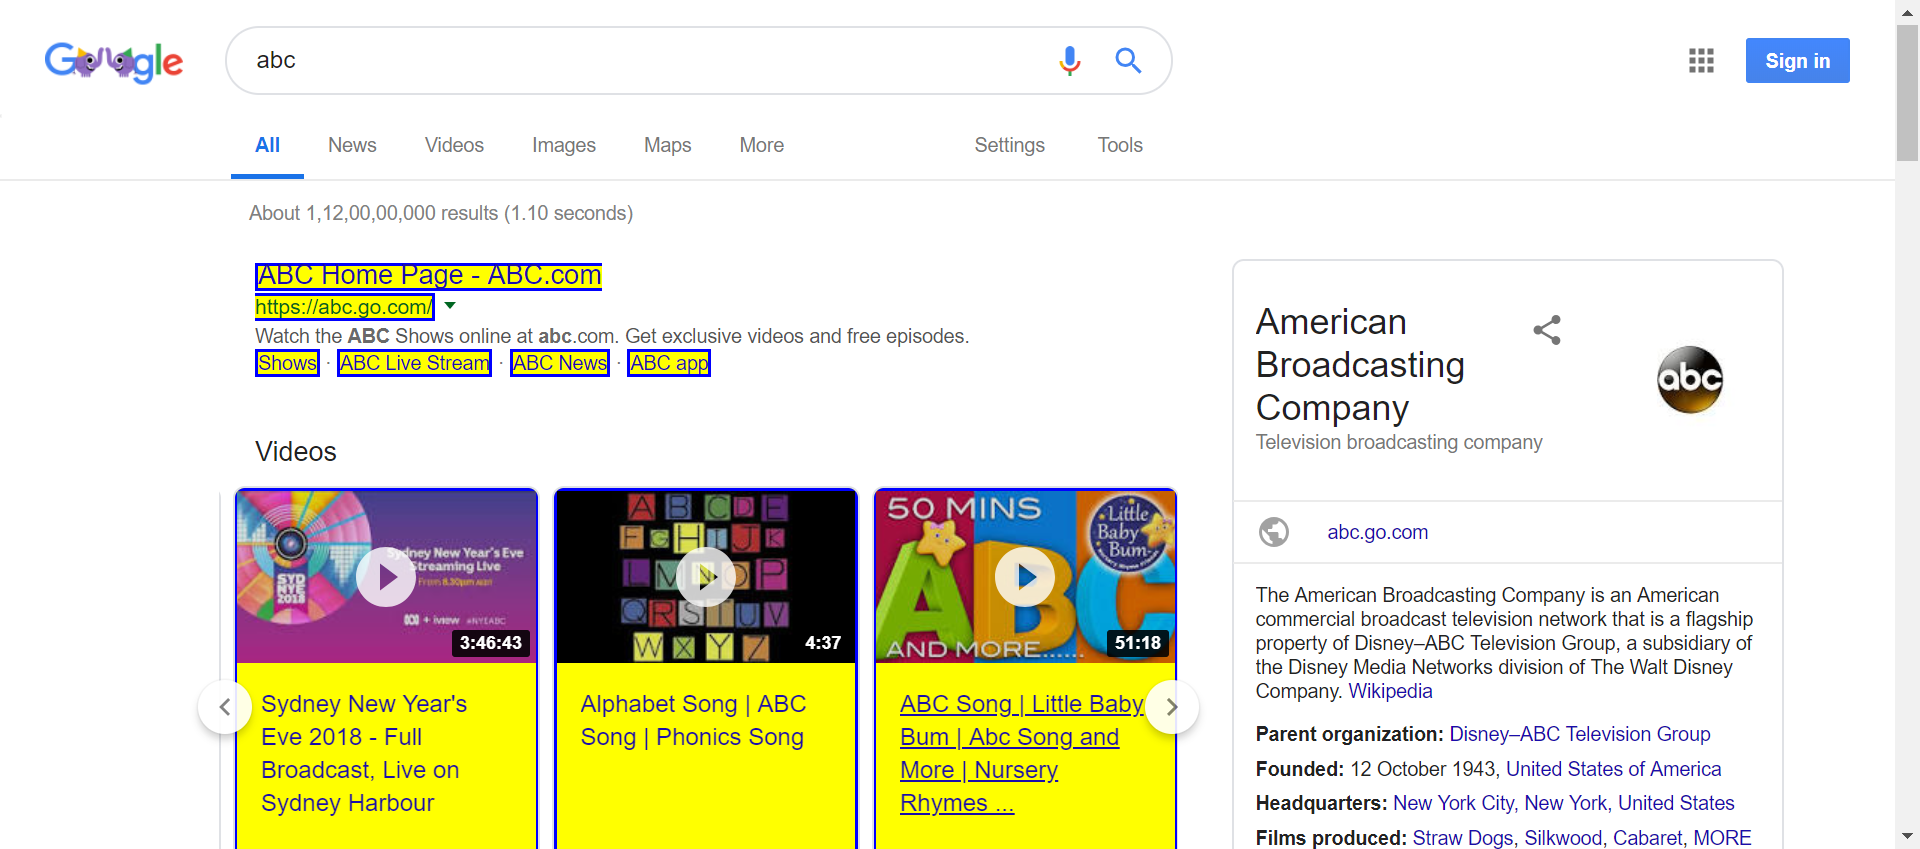 Google
abc
Sign in
All News Videos Images Maps More Settings Tools
About 1,12,00,00,000 results (1.10 seconds)
ABC Home Page - ABC.com
https://abc.go.com/
Watch the ABC Shows online at abc.com. Get exclusive videos and free episodes.
Shows · ABC Live Stream · ABC News · ABC app
Videos
Sydney New Year's Eve
Streaming Live
From 8.30pm AEDT
SYD
NYE
2018
+ iview #NYEABC
3:46:43
Sydney New Year's
Eve 2018 - Full
Broadcast, Live on
Sydney Harbour
A B C D E
F G H I J K
L M N O P
Q R S T U V
W X Y Z
4:37
Alphabet Song | ABC
Song | Phonics Song
50 MINS
Little
Baby
Bum
ABC
AND MORE......
51:18
ABC Song | Little Baby
Bum | Abc Song and
More | Nursery
Rhymes ...
American
Broadcasting
Company
Television broadcasting company
abc
abc.go.com
The American Broadcasting Company is an American
commercial broadcast television network that is a flagship
property of Disney–ABC Television Group, a subsidiary of
the Disney Media Networks division of The Walt Disney
Company. Wikipedia
Parent organization: Disney–ABC Television Group
Founded: 12 October 1943, United States of America
Headquarters: New York City, New York, United States
Films produced: Straw Dogs, Silkwood, Cabaret, MORE